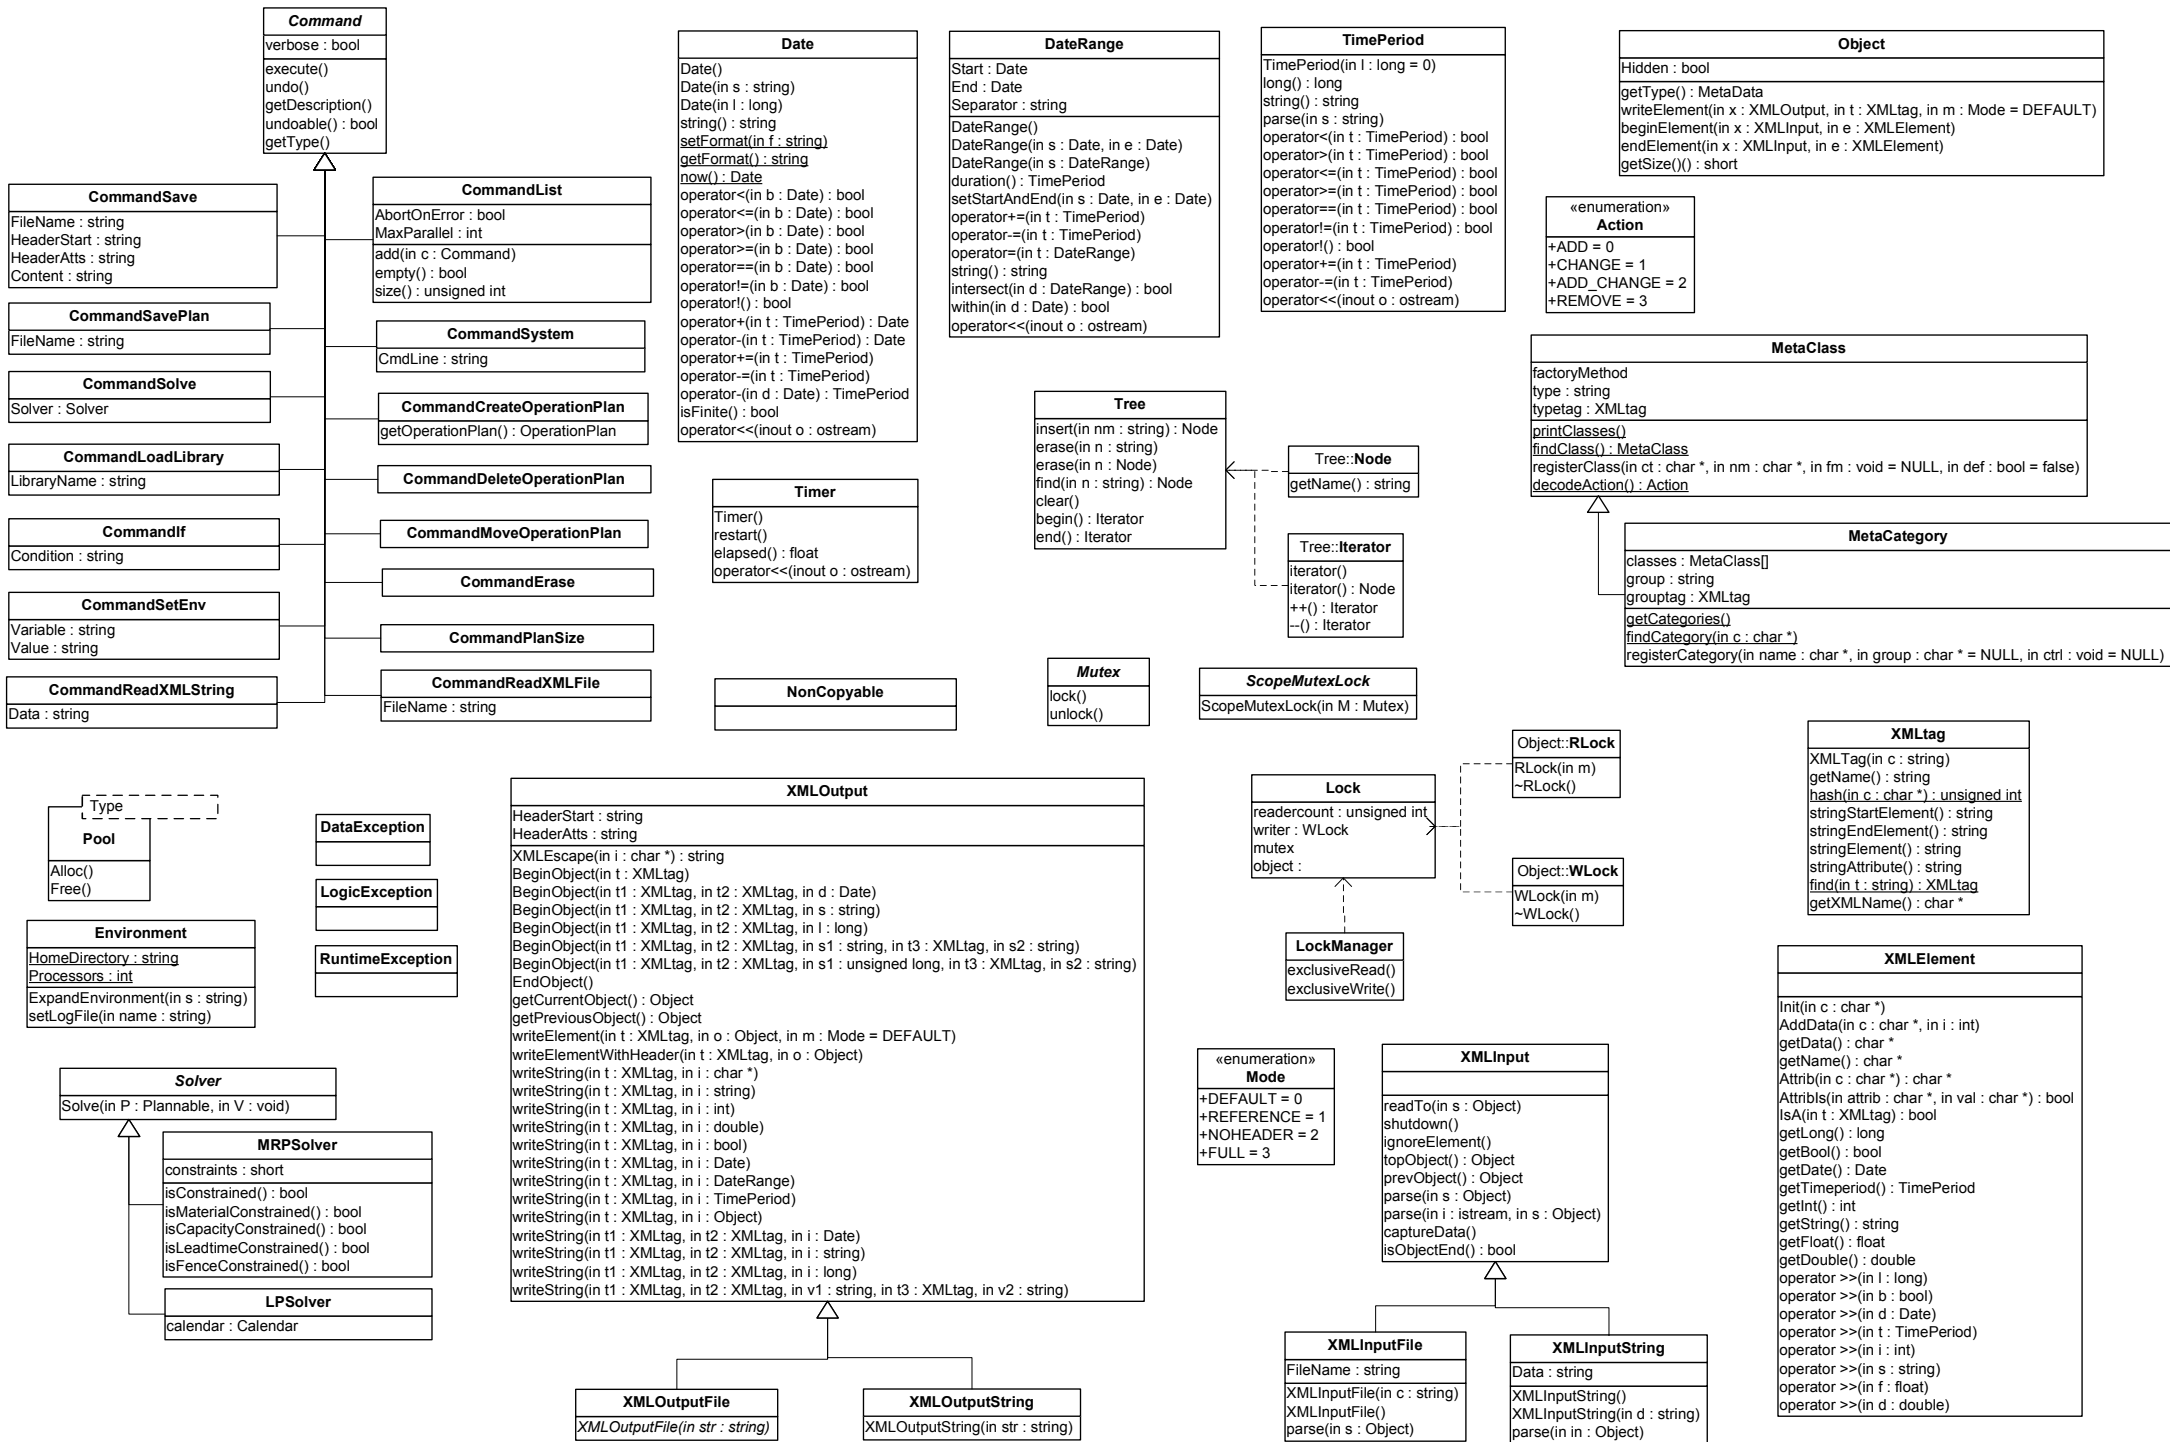 Command
verbose : bool
execute()
undo()
getDescription()
undoable() : bool
getType()
CommandSave
FileName : string
HeaderStart : string
HeaderAtts : string
Content : string
CommandSavePlan
FileName : string
CommandSolve
Solver : Solver
CommandLoadLibrary
LibraryName : string
CommandIf
Condition : string
CommandSetEnv
Variable : string
Value : string
CommandReadXMLString
Data : string
CommandList
AbortOnError : bool
MaxParallel : int
add(in c : Command)
empty() : bool
size() : unsigned int
CommandSystem
CmdLine : string
CommandCreateOperationPlan
getOperationPlan() : OperationPlan
CommandDeleteOperationPlan
CommandMoveOperationPlan
CommandErase
CommandPlanSize
CommandReadXMLFile
FileName : string
Date
Date()
Date(in s : string)
Date(in l : long)
string() : string
setFormat(in f : string)
getFormat() : string
now() : Date
operator<(in b : Date) : bool
operator<=(in b : Date) : bool
operator>(in b : Date) : bool
operator>=(in b : Date) : bool
operator==(in b : Date) : bool
operator!=(in b : Date) : bool
operator!() : bool
operator+(in t : TimePeriod) : Date
operator-(in t : TimePeriod) : Date
operator+=(in t : TimePeriod)
operator-=(in t : TimePeriod)
operator-(in d : Date) : TimePeriod
isFinite() : bool
operator<<(inout o : ostream)
Timer
Timer()
restart()
elapsed() : float
operator<<(inout o : ostream)
NonCopyable
DateRange
Start : Date
End : Date
Separator : string
DateRange()
DateRange(in s : Date, in e : Date)
DateRange(in s : DateRange)
duration() : TimePeriod
setStartAndEnd(in s : Date, in e : Date)
operator+=(in t : TimePeriod)
operator-=(in t : TimePeriod)
operator=(in t : DateRange)
string() : string
intersect(in d : DateRange) : bool
within(in d : Date) : bool
operator<<(inout o : ostream)
TimePeriod
TimePeriod(in l : long = 0)
long() : long
string() : string
parse(in s : string)
operator<(in t : TimePeriod) : bool
operator>(in t : TimePeriod) : bool
operator<=(in t : TimePeriod) : bool
operator>=(in t : TimePeriod) : bool
operator==(in t : TimePeriod) : bool
operator!=(in t : TimePeriod) : bool
operator!() : bool
operator+=(in t : TimePeriod)
operator-=(in t : TimePeriod)
operator<<(inout o : ostream)
Object
Hidden : bool
getType() : MetaData
writeElement(in x : XMLOutput, in t : XMLtag, in m : Mode = DEFAULT)
beginElement(in x : XMLInput, in e : XMLElement)
endElement(in x : XMLInput, in e : XMLElement)
getSize()() : short
«enumeration»
Action
+ADD = 0
+CHANGE = 1
+ADD_CHANGE = 2
+REMOVE = 3
MetaClass
factoryMethod
type : string
typetag : XMLtag
printClasses()
findClass() : MetaClass
registerClass(in ct : char *, in nm : char *, in fm : void = NULL, in def : bool = false)
decodeAction() : Action
MetaCategory
classes : MetaClass[]
group : string
grouptag : XMLtag
getCategories()
findCategory(in c : char *)
registerCategory(in name : char *, in group : char * = NULL, in ctrl : void = NULL)
Tree
insert(in nm : string) : Node
erase(in n : string)
erase(in n : Node)
find(in n : string) : Node
clear()
begin() : Iterator
end() : Iterator
Tree::Node
getName() : string
Tree::Iterator
iterator()
iterator() : Node
++() : Iterator
--() : Iterator
Mutex
lock()
unlock()
ScopeMutexLock
ScopeMutexLock(in M : Mutex)
Type
Pool
Alloc()
Free()
Environment
HomeDirectory : string
Processors : int
ExpandEnvironment(in s : string)
setLogFile(in name : string)
DataException
LogicException
RuntimeException
Solver
Solve(in P : Plannable, in V : void)
MRPSolver
constraints : short
isConstrained() : bool
isMaterialConstrained() : bool
isCapacityConstrained() : bool
isLeadtimeConstrained() : bool
isFenceConstrained() : bool
LPSolver
calendar : Calendar
XMLOutput
HeaderStart : string
HeaderAtts : string
XMLEscape(in i : char *) : string
BeginObject(in t : XMLtag)
BeginObject(in t1 : XMLtag, in t2 : XMLtag, in d : Date)
BeginObject(in t1 : XMLtag, in t2 : XMLtag, in s : string)
BeginObject(in t1 : XMLtag, in t2 : XMLtag, in l : long)
BeginObject(in t1 : XMLtag, in t2 : XMLtag, in s1 : string, in t3 : XMLtag, in s2 : string)
BeginObject(in t1 : XMLtag, in t2 : XMLtag, in s1 : unsigned long, in t3 : XMLtag, in s2 : string)
EndObject()
getCurrentObject() : Object
getPreviousObject() : Object
writeElement(in t : XMLtag, in o : Object, in m : Mode = DEFAULT)
writeElementWithHeader(in t : XMLtag, in o : Object)
writeString(in t : XMLtag, in i : char *)
writeString(in t : XMLtag, in i : string)
writeString(in t : XMLtag, in i : int)
writeString(in t : XMLtag, in i : double)
writeString(in t : XMLtag, in i : bool)
writeString(in t : XMLtag, in i : Date)
writeString(in t : XMLtag, in i : DateRange)
writeString(in t : XMLtag, in i : TimePeriod)
writeString(in t : XMLtag, in i : Object)
writeString(in t1 : XMLtag, in t2 : XMLtag, in i : Date)
writeString(in t1 : XMLtag, in t2 : XMLtag, in i : string)
writeString(in t1 : XMLtag, in t2 : XMLtag, in i : long)
writeString(in t1 : XMLtag, in t2 : XMLtag, in v1 : string, in t3 : XMLtag, in v2 : string)
XMLOutputFile
XMLOutputFile(in str : string)
XMLOutputString
XMLOutputString(in str : string)
Lock
readercount : unsigned int
writer : WLock
mutex
object :
Object::RLock
RLock(in m)
~RLock()
Object::WLock
WLock(in m)
~WLock()
LockManager
exclusiveRead()
exclusiveWrite()
«enumeration»
Mode
+DEFAULT = 0
+REFERENCE = 1
+NOHEADER = 2
+FULL = 3
XMLInput
readTo(in s : Object)
shutdown()
ignoreElement()
topObject() : Object
prevObject() : Object
parse(in s : Object)
parse(in i : istream, in s : Object)
captureData()
isObjectEnd() : bool
XMLInputFile
FileName : string
XMLInputFile(in c : string)
XMLInputFile()
parse(in s : Object)
XMLInputString
Data : string
XMLInputString()
XMLInputString(in d : string)
parse(in in : Object)
XMLtag
XMLTag(in c : string)
getName() : string
hash(in c : char *) : unsigned int
stringStartElement() : string
stringEndElement() : string
stringElement() : string
stringAttribute() : string
find(in t : string) : XMLtag
getXMLName() : char *
XMLElement
Init(in c : char *)
AddData(in c : char *, in i : int)
getData() : char *
getName() : char *
Attrib(in c : char *) : char *
AttribIs(in attrib : char *, in val : char *) : bool
IsA(in t : XMLtag) : bool
getLong() : long
getBool() : bool
getDate() : Date
getTimeperiod() : TimePeriod
getInt() : int
getString() : string
getFloat() : float
getDouble() : double
operator >>(in l : long)
operator >>(in b : bool)
operator >>(in d : Date)
operator >>(in t : TimePeriod)
operator >>(in i : int)
operator >>(in s : string)
operator >>(in f : float)
operator >>(in d : double)